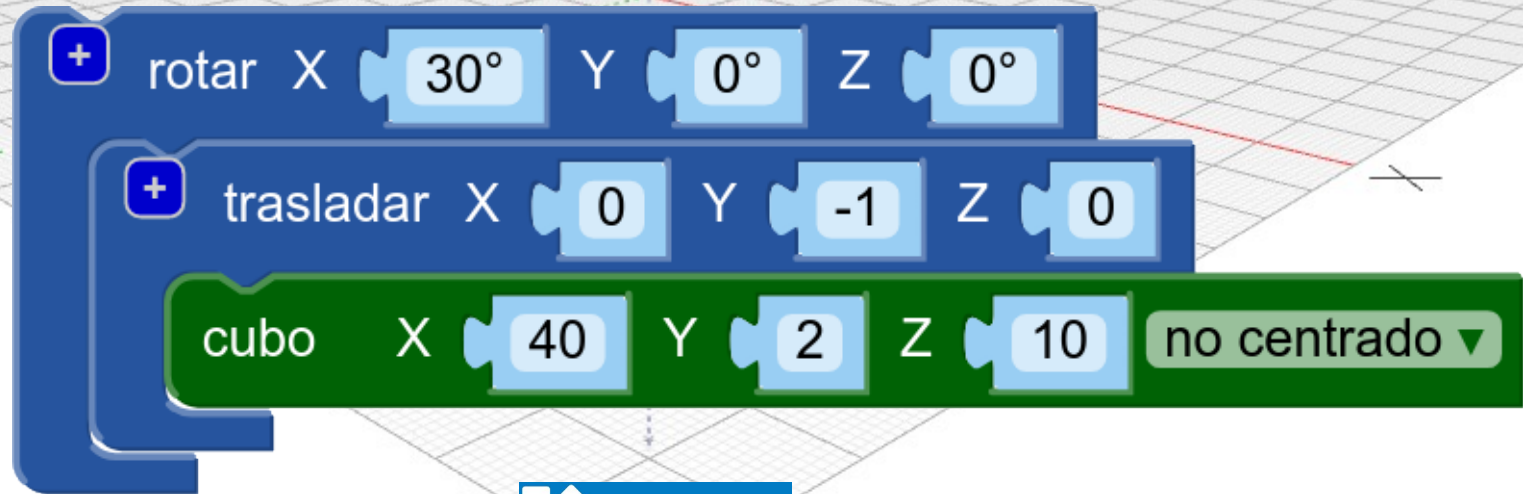 + rotar X 30° Y 0° Z 0°
+ trasladar X 0 Y -1 Z 0
cubo X 40 Y 2 Z 10 no centrado ▾